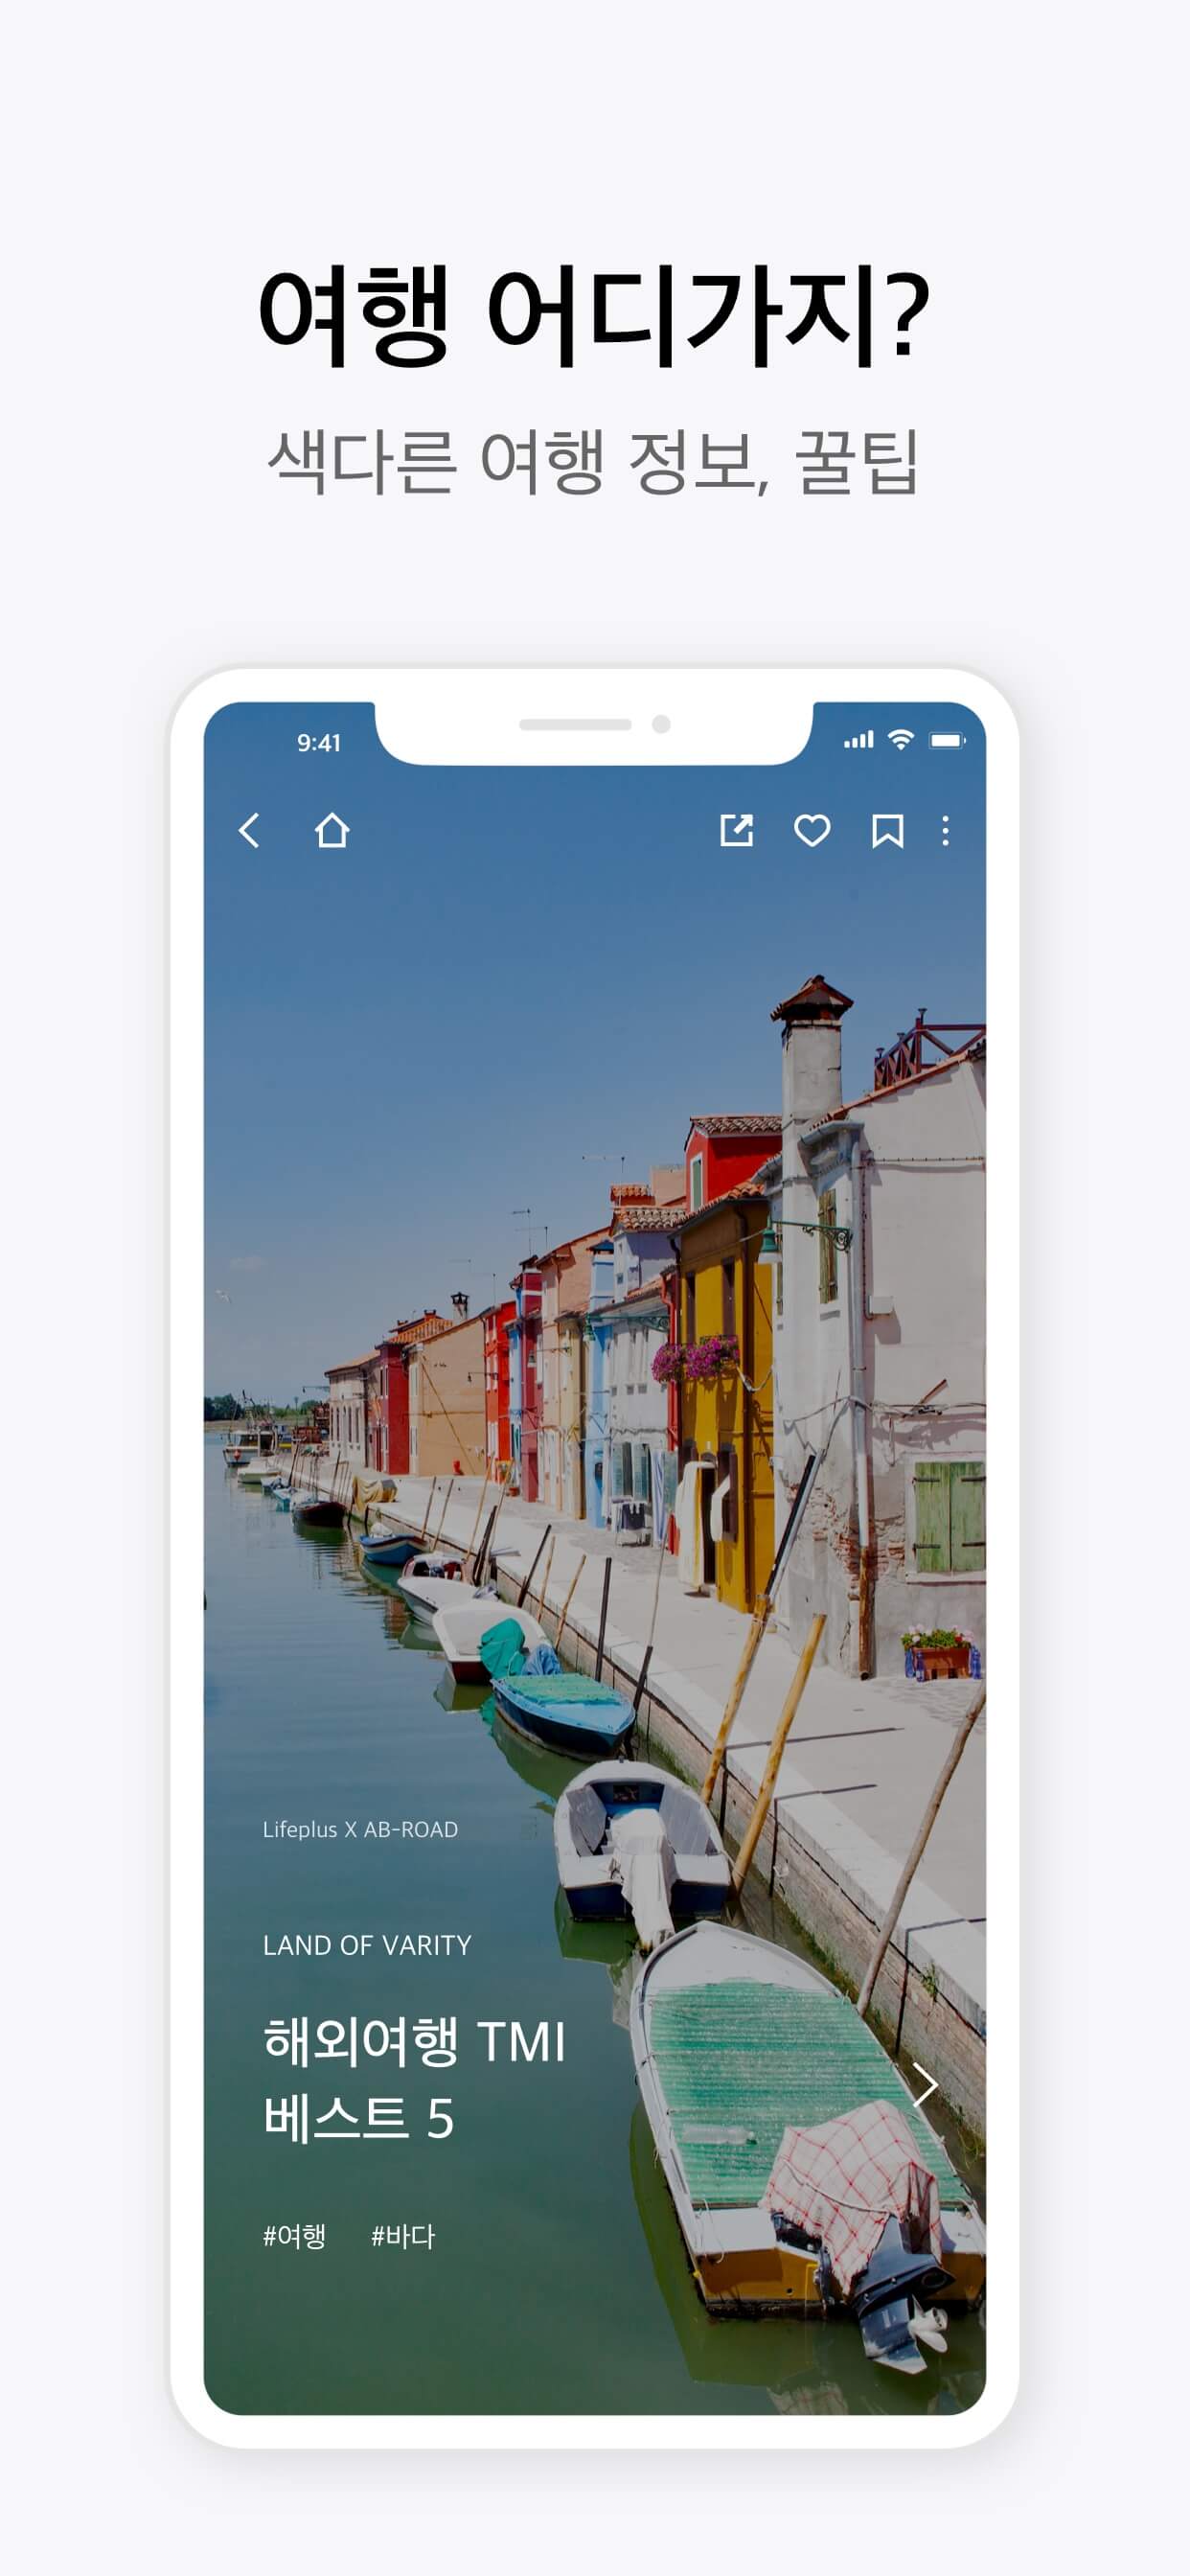 여행 어디가지?
색다른 여행 정보, 꿀팁
9:41
Lifeplus X AB-ROAD
LAND OF VARITY
해외여행 TMI
베스트 5
#여행 #바다